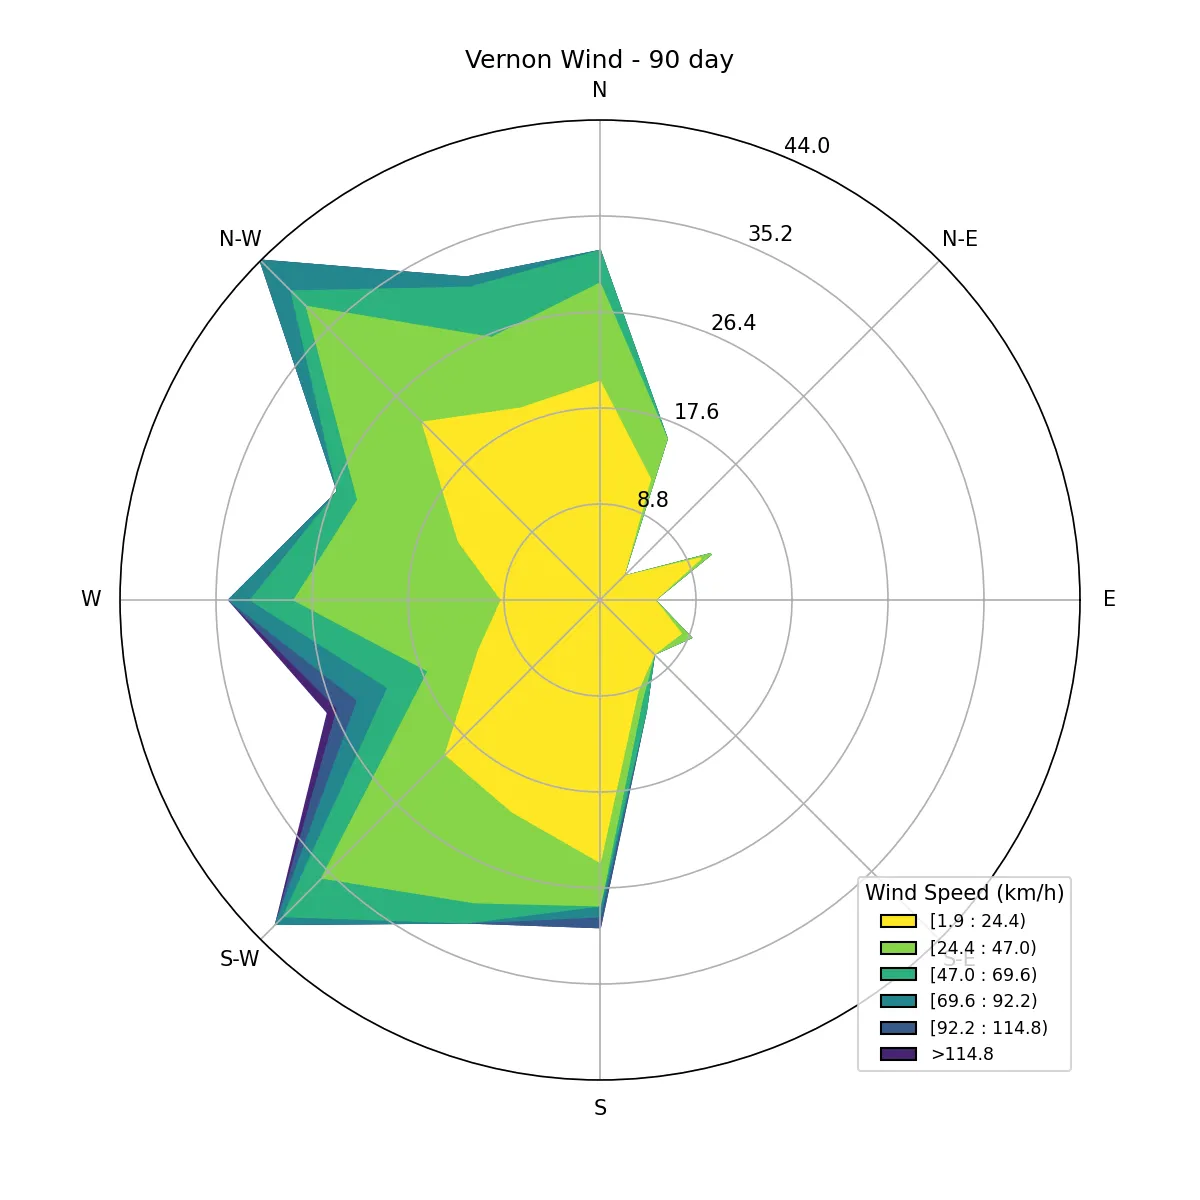 Vernon Wind - 90 day
N
44.0
35.2
N-W
N-E
26.4
17.6
8.8
W
E
Wind Speed (km/h)
[1.9 : 24.4)
[24.4 : 47.0)
S-W
S-E
[47.0 : 69.6)
[69.6 : 92.2)
[92.2 : 114.8)
>114.8
S